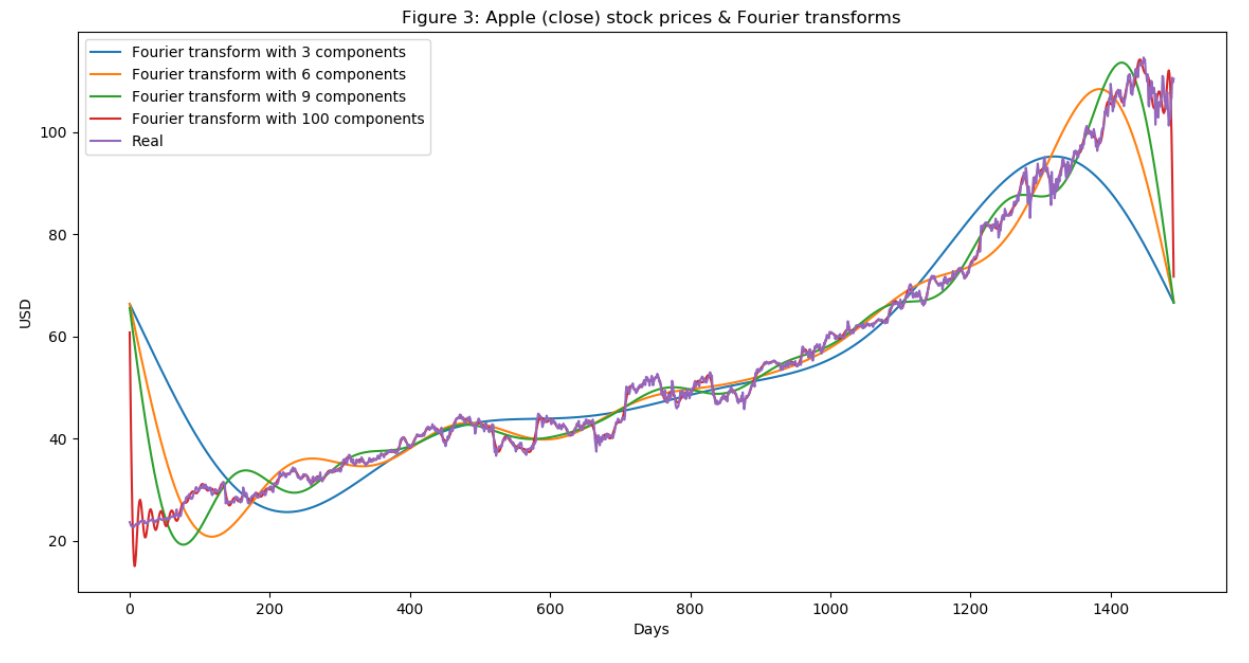 Figure 3: Apple (close) stock prices & Fourier transforms
Fourier transform with 3 components
Fourier transform with 6 components
Fourier transform with 9 components
Fourier transform with 100 components
Real
USD
100
80
60
40
20
0 200 400 600 800 1000 1200 1400
Days